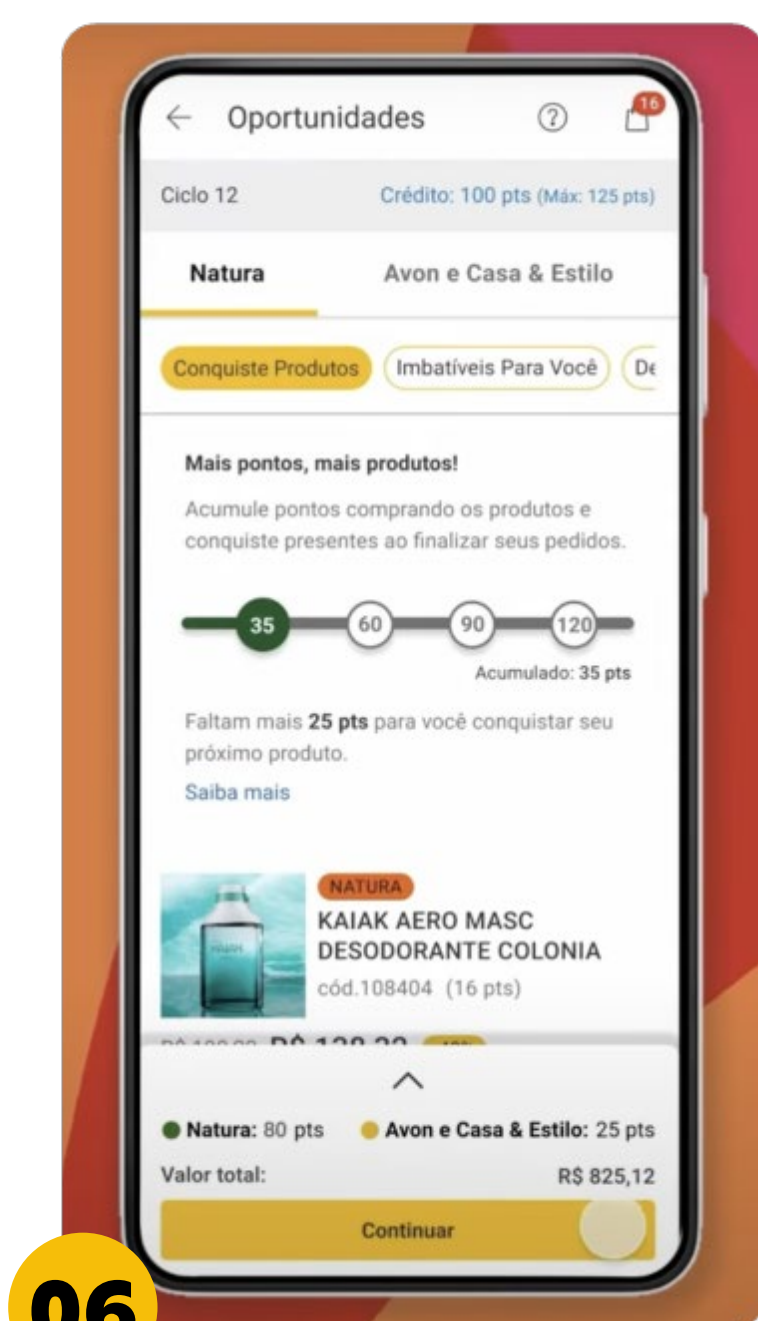 Oportunidades
?
16
Ciclo 12
Crédito: 100 pts (Máx: 125 pts)
Natura
Avon e Casa & Estilo
Conquiste Produtos
Imbatíveis Para Você
De
Mais pontos, mais produtos!
Acumule pontos comprando os produtos e
conquiste presentes ao finalizar seus pedidos.
35
60
90
120
Acumulado: 35 pts
Faltam mais 25 pts para você conquistar seu
próximo produto.
Saiba mais
NATURA
KAIAK AERO MASC
DESODORANTE COLONIA
cód.108404 (16 pts)
Natura: 80 pts
Avon e Casa & Estilo: 25 pts
Valor total:
R$ 825,12
Continuar
06